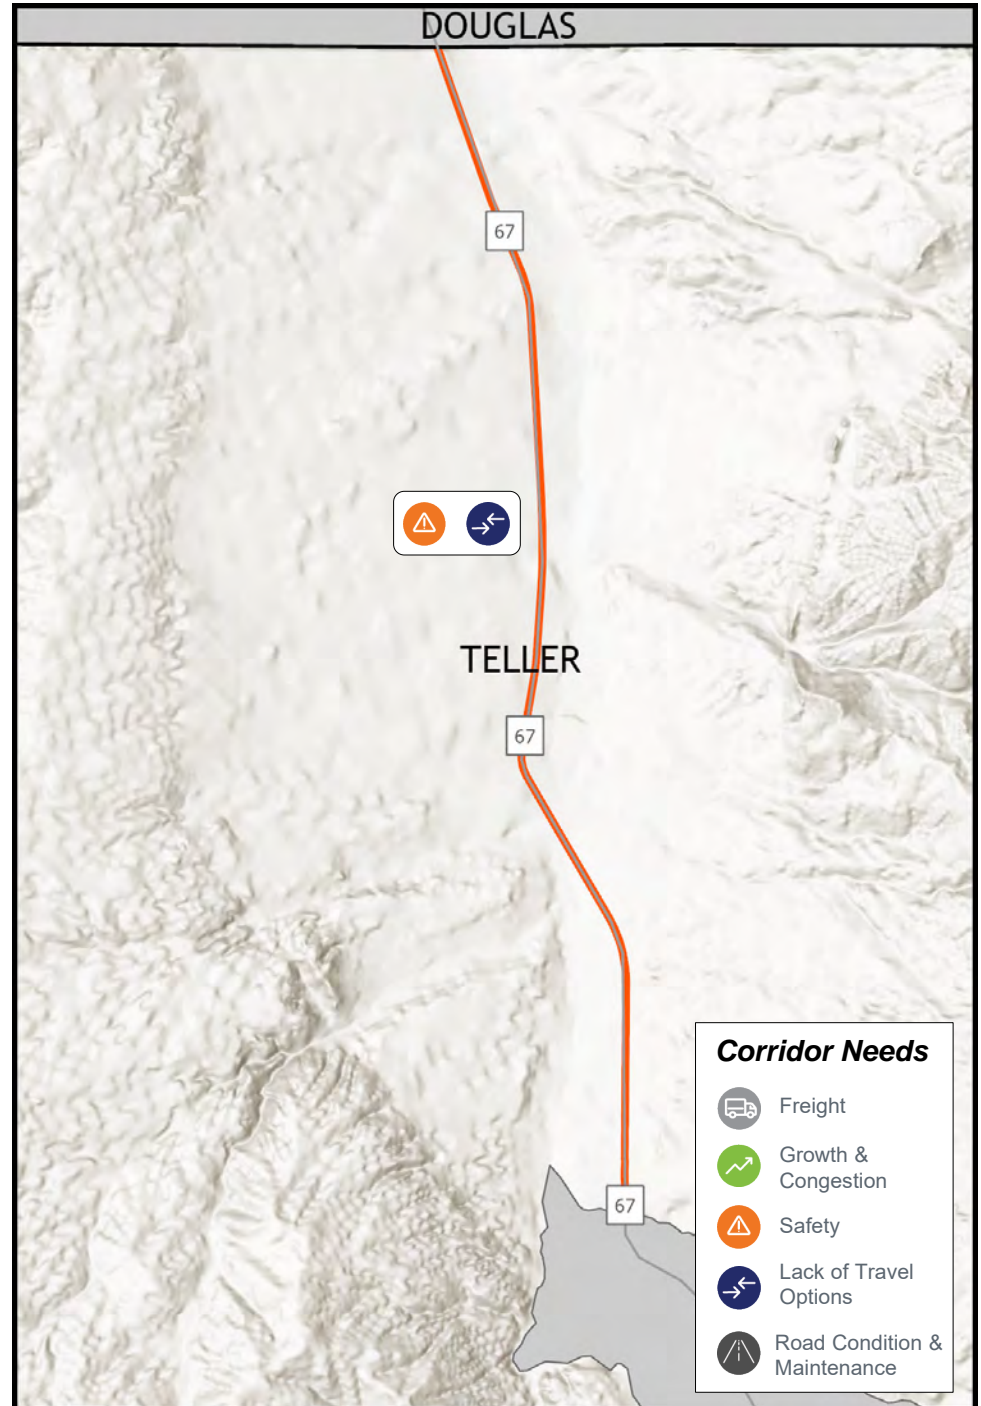 DOUGLAS
67
TELLER
67
67
Corridor Needs
Freight
Growth &
Congestion
Safety
Lack of Travel
Options
Road Condition &
Maintenance